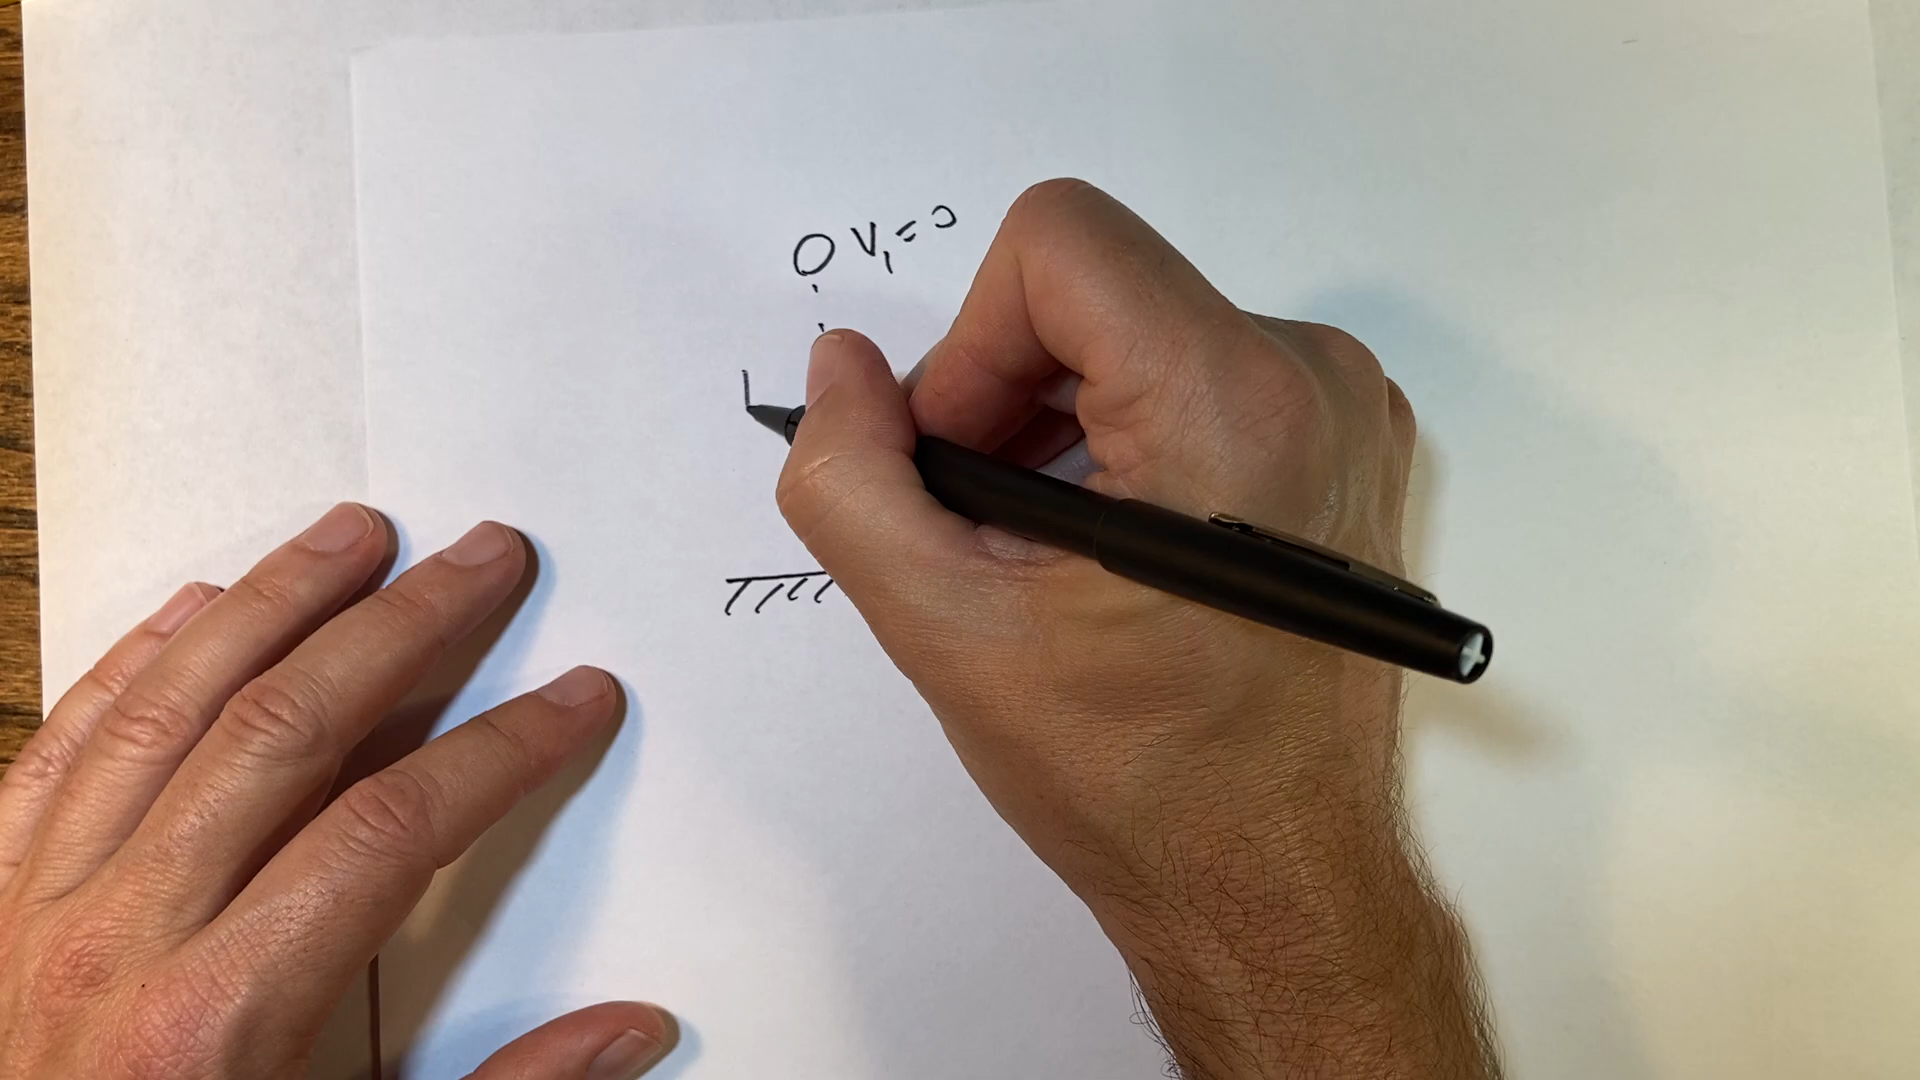 V₁ = 0